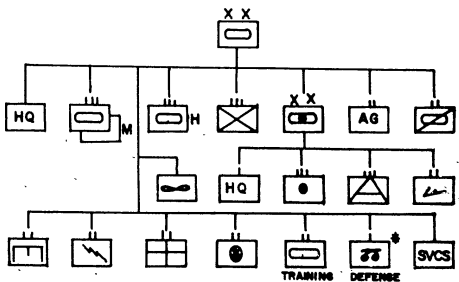 X X
HQ
M
H
X X
AG
HQ
SVCS
TRAINING DEFENSE
*